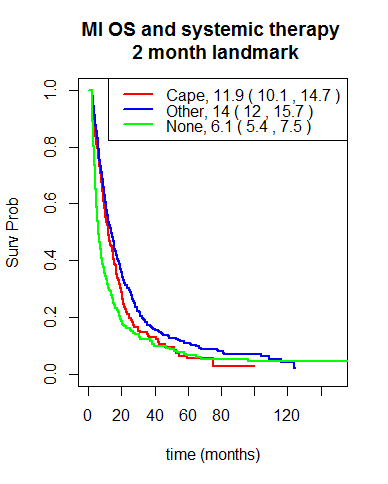 MI OS and systemic therapy
2 month landmark
Cape, 11.9 ( 10.1 , 14.7 )
Other, 14 ( 12 , 15.7 )
None, 6.1 ( 5.4 , 7.5 )
Surv Prob
1.0
0.8
0.6
0.4
0.2
0.0
0 20 40 60 80 120
time (months)